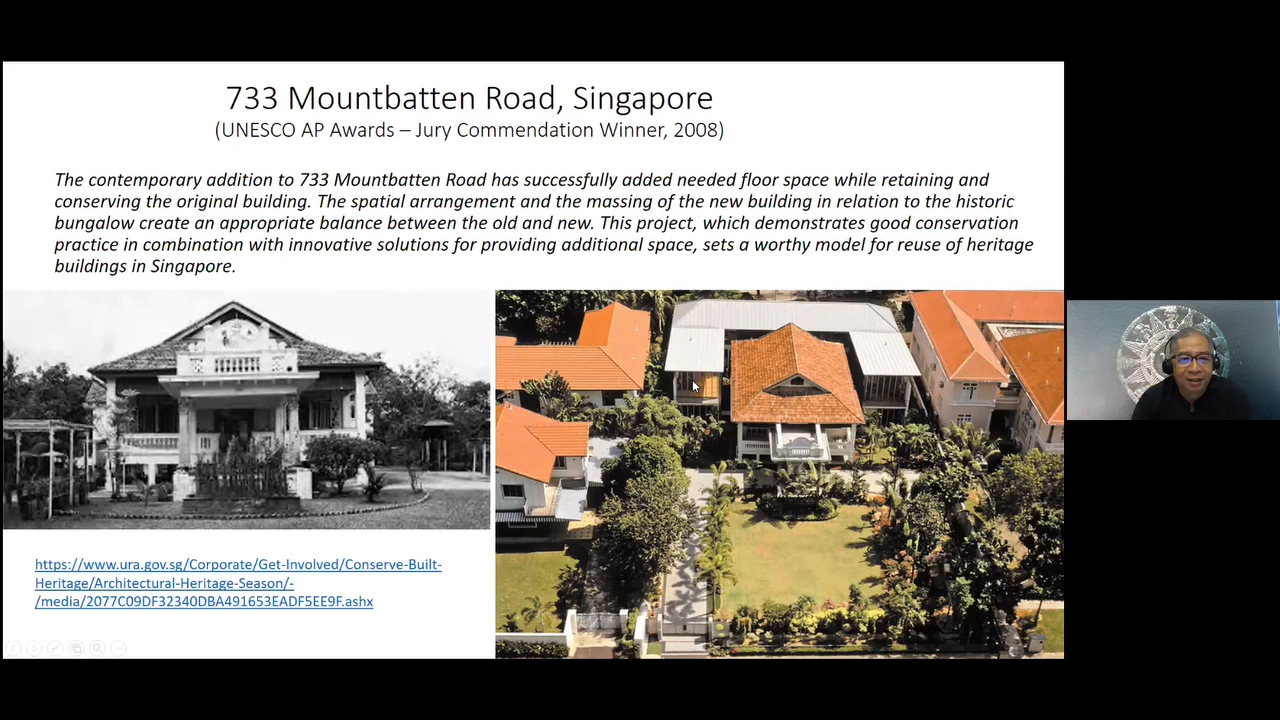 733 Mountbatten Road, Singapore
(UNESCO AP Awards – Jury Commendation Winner, 2008)
The contemporary addition to 733 Mountbatten Road has successfully added needed floor space while retaining and
conserving the original building. The spatial arrangement and the massing of the new building in relation to the historic
bungalow create an appropriate balance between the old and new. This project, which demonstrates good conservation
practice in combination with innovative solutions for providing additional space, sets a worthy model for reuse of heritage
buildings in Singapore.
https://www.ura.gov.sg/Corporate/Get-Involved/Conserve-Built-
Heritage/Architectural-Heritage-Season/-
/media/2077C09DF32340DBA491653EADF5EE9F.ashx